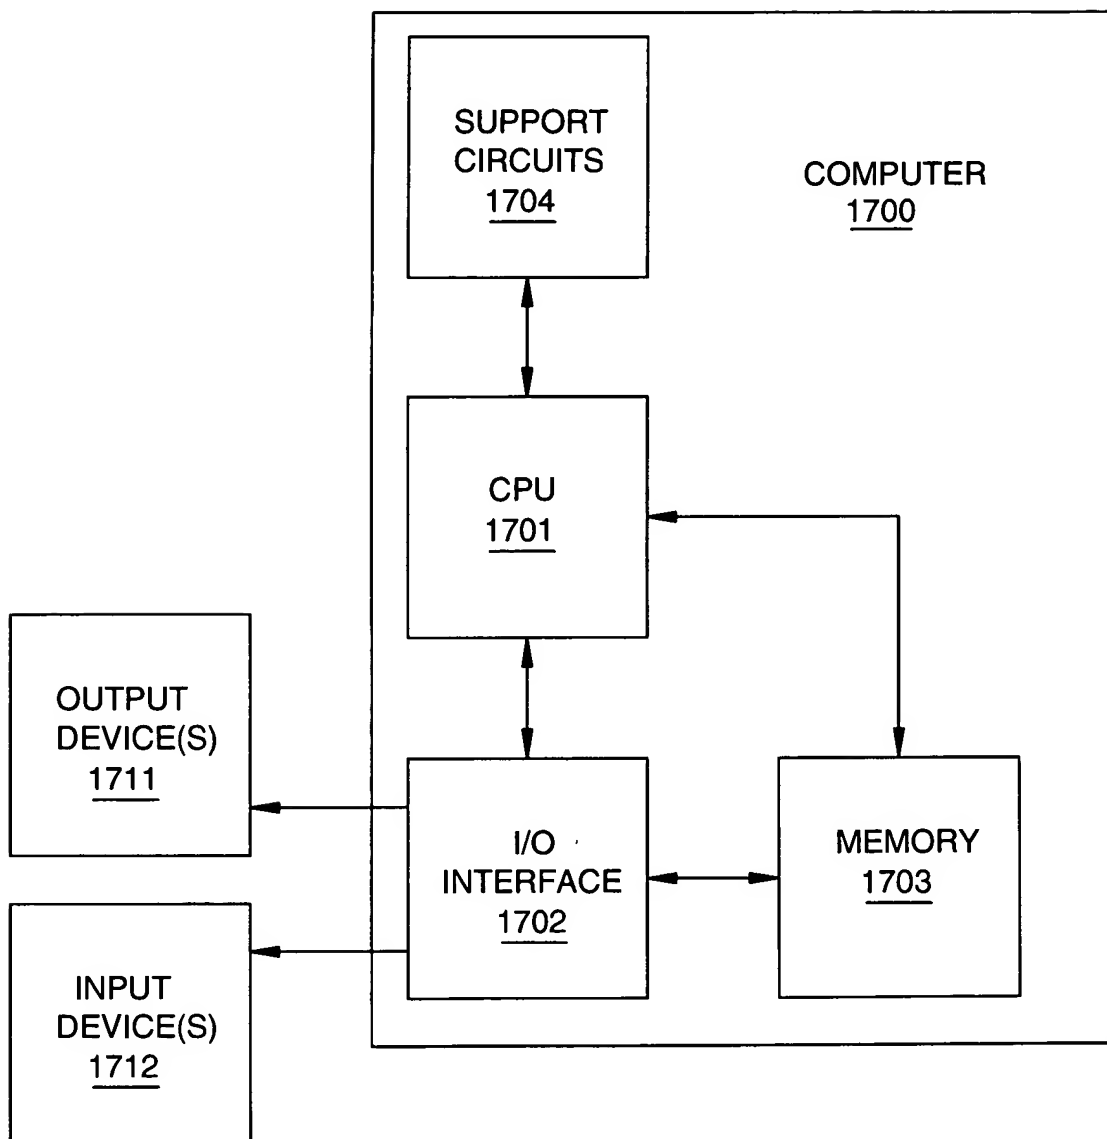 SUPPORT
CIRCUITS
1704
COMPUTER
1700
CPU
1701
OUTPUT
DEVICE(S)
1711
I/O
INTERFACE
1702
MEMORY
1703
INPUT
DEVICE(S)
1712